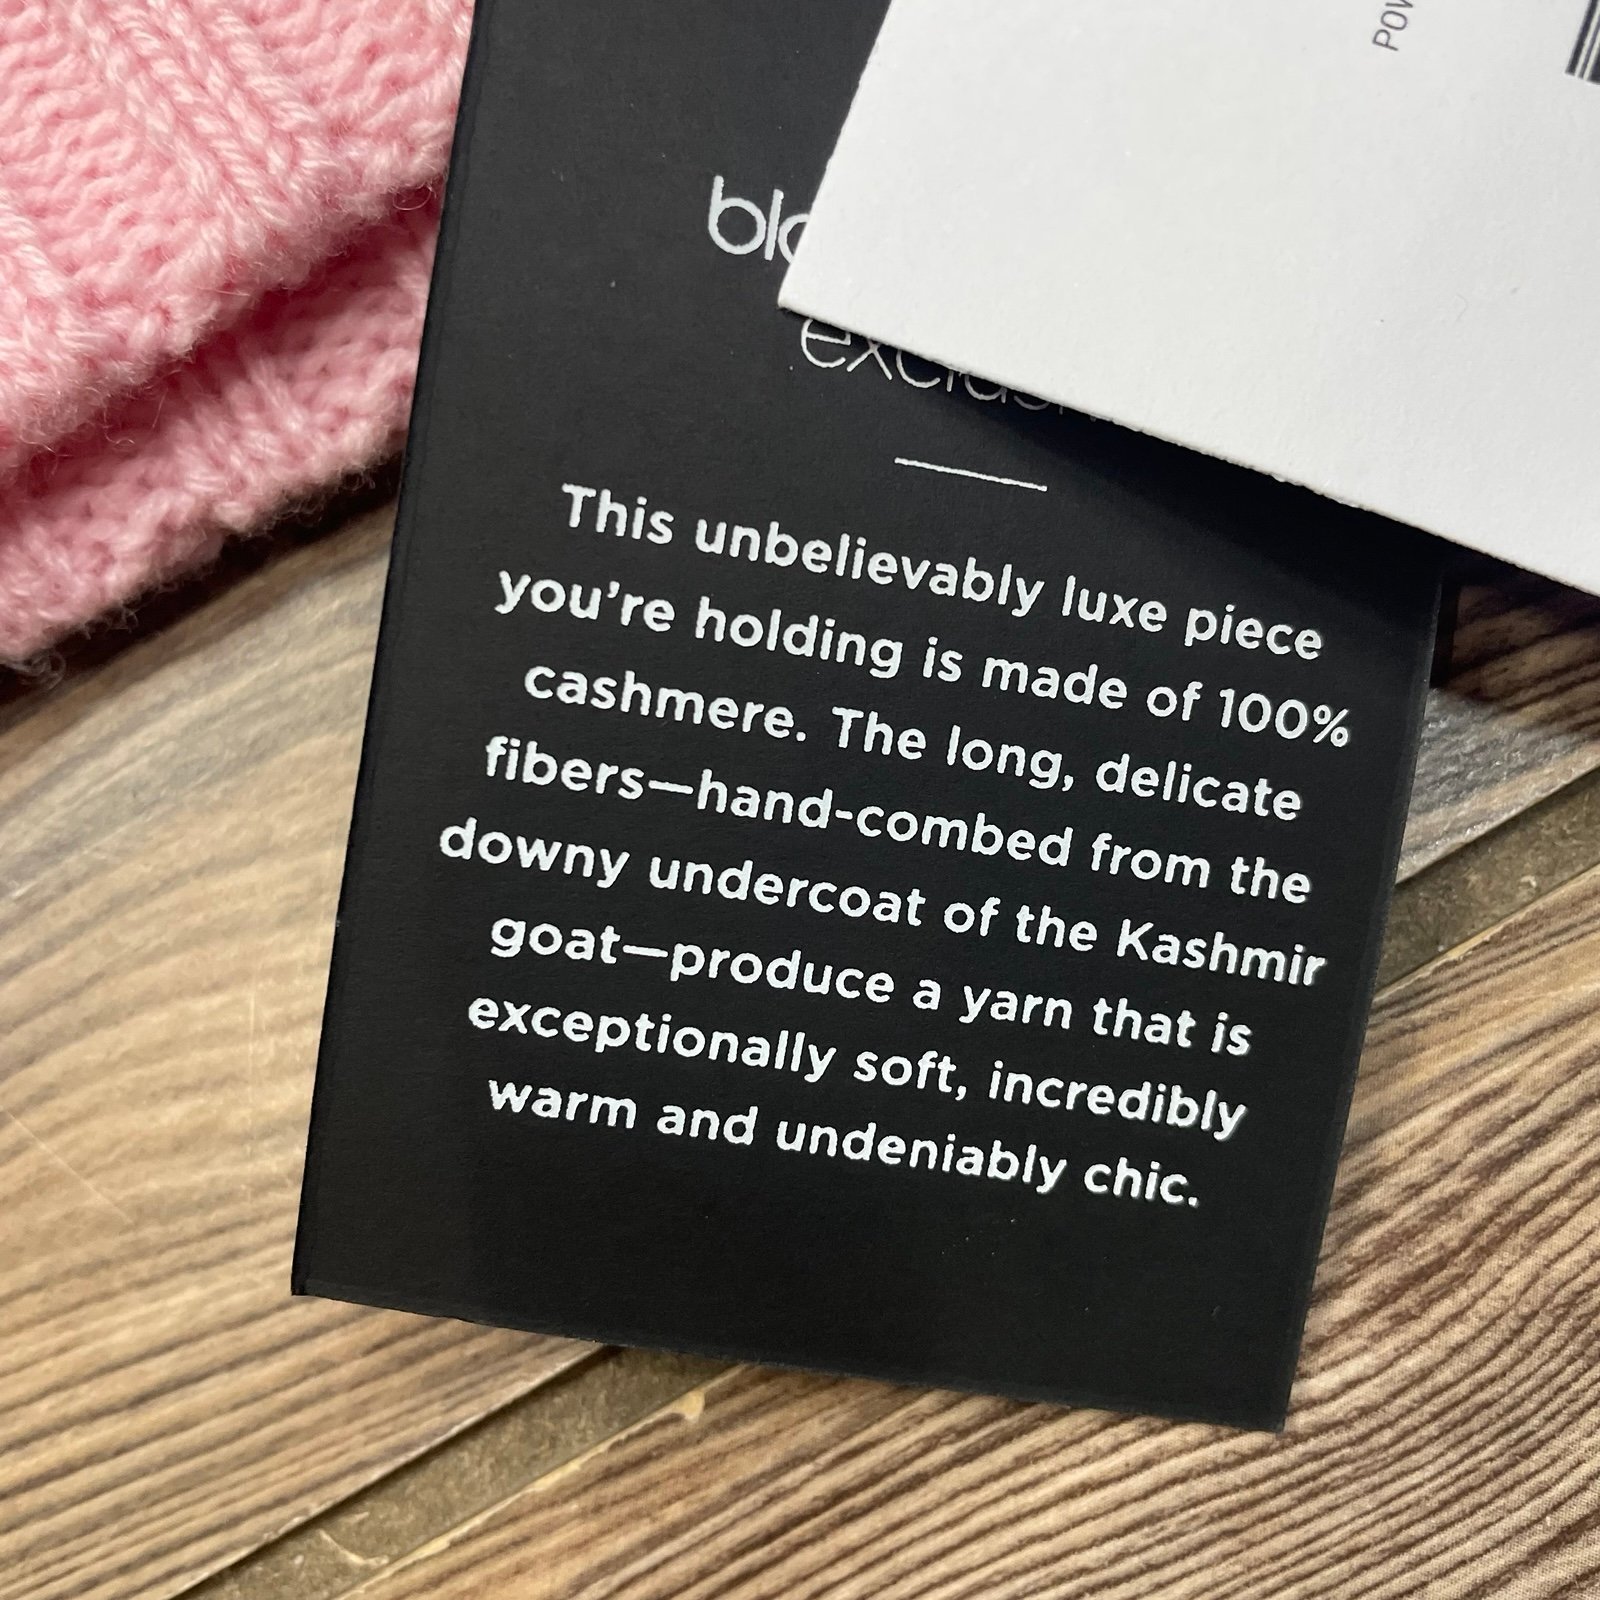 This unbelievably luxe piece
you're holding is made of 100%
cashmere. The long, delicate
fibers—hand-combed from the
downy undercoat of the Kashmir
goat—produce a yarn that is
exceptionally soft, incredibly
warm and undeniably chic.